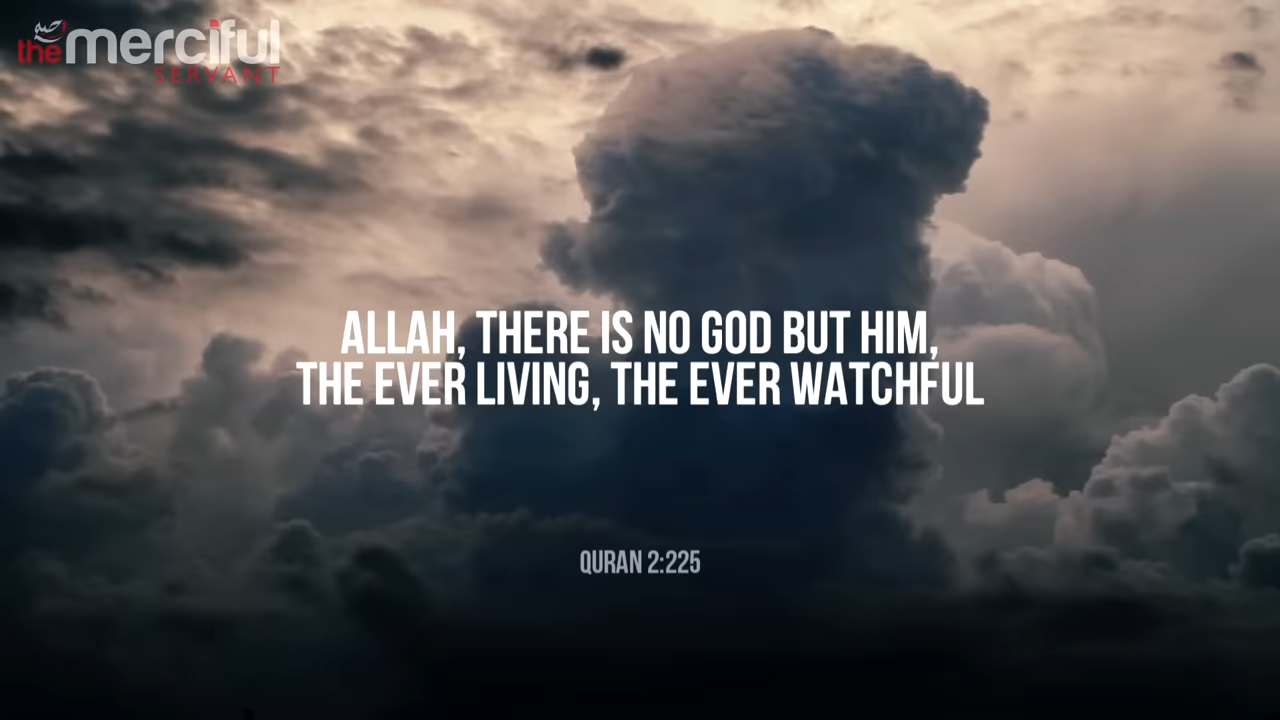 the merciful
SERVANT
ALLAH, THERE IS NO GOD BUT HIM,
THE EVER LIVING, THE EVER WATCHFUL
QURAN 2:225